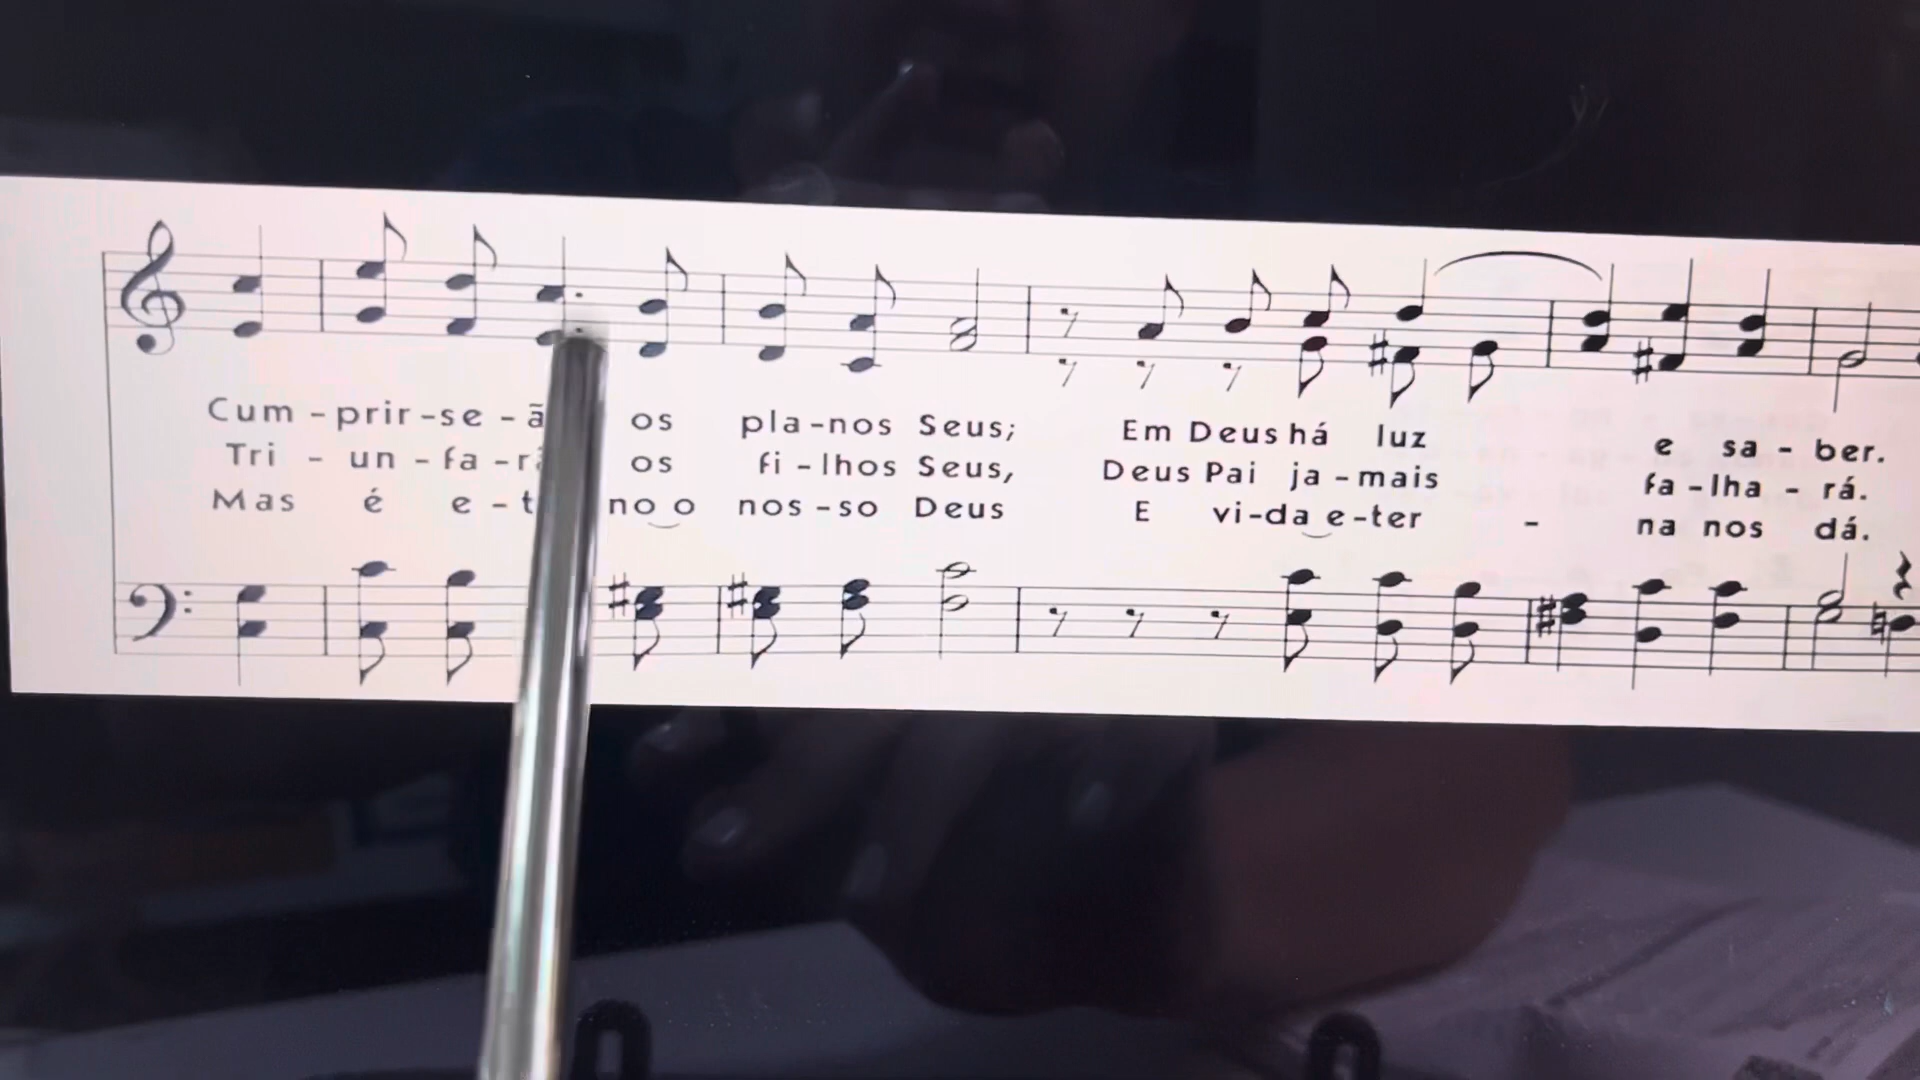 Cum - prir - se - ã os pla - nos Seus; Em Deus há luz e sa - ber.
Tri - un - fa - r os fi - lhos Seus, Deus Pai ja - mais fa - lha - rá.
Mas é e - t no o nos - so Deus E vi - da e - ter - na nos dá.